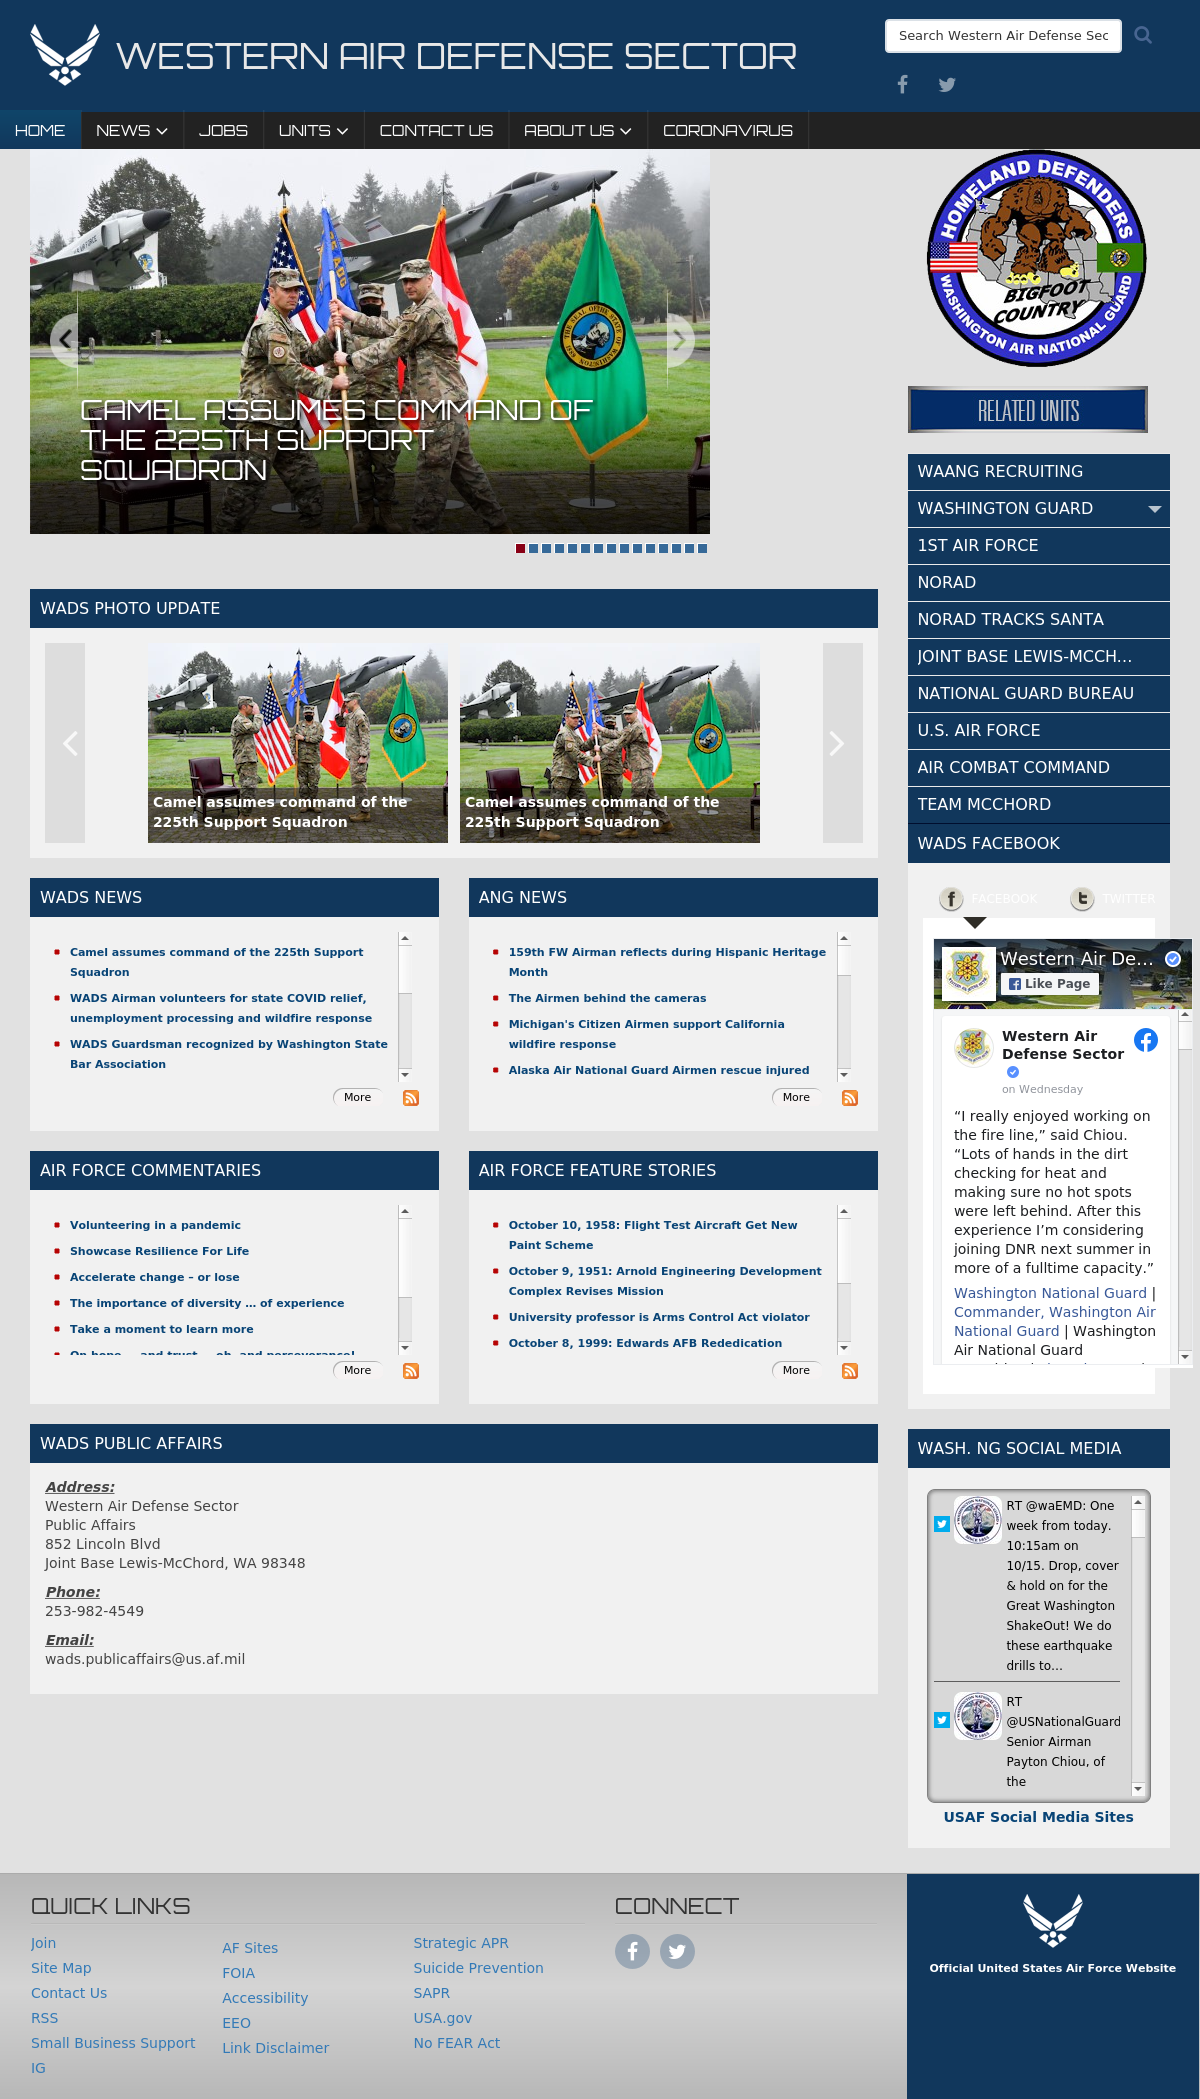 WESTERN AIR DEFENSE SECTOR
Search Western Air Defense Sec
HOME
NEWS
JOBS
UNITS
CONTACT US
ABOUT US
CORONAVIRUS
CAMEL ASSUMES COMMAND OF
THE 225TH SUPPORT
SQUADRON
HOMELAND DEFENDERS
BIGFOOT
COUNTRY
WASHINGTON AIR NATIONAL GUARD
RELATED UNITS
WAANG RECRUITING
WASHINGTON GUARD
1ST AIR FORCE
NORAD
NORAD TRACKS SANTA
JOINT BASE LEWIS-MCCH...
NATIONAL GUARD BUREAU
U.S. AIR FORCE
AIR COMBAT COMMAND
TEAM MCCHORD
WADS FACEBOOK
WADS PHOTO UPDATE
Camel assumes command of the
225th Support Squadron
Camel assumes command of the
225th Support Squadron
WADS NEWS
Camel assumes command of the 225th Support
Squadron
WADS Airman volunteers for state COVID relief,
unemployment processing and wildfire response
WADS Guardsman recognized by Washington State
Bar Association
More
ANG NEWS
159th FW Airman reflects during Hispanic Heritage
Month
The Airmen behind the cameras
Michigan's Citizen Airmen support California
wildfire response
Alaska Air National Guard Airmen rescue injured
More
FACEBOOK
TWITTER
Western Air De...
Like Page
Western Air
Defense Sector
on Wednesday
“I really enjoyed working on
the fire line,” said Chiou.
“Lots of hands in the dirt
checking for heat and
making sure no hot spots
were left behind. After this
experience I’m considering
joining DNR next summer in
more of a fulltime capacity.”
Washington National Guard |
Commander, Washington Air
National Guard | Washington
Air National Guard
AIR FORCE COMMENTARIES
Volunteering in a pandemic
Showcase Resilience For Life
Accelerate change – or lose
The importance of diversity … of experience
Take a moment to learn more
On hope … and trust … oh, and perseverance!
More
AIR FORCE FEATURE STORIES
October 10, 1958: Flight Test Aircraft Get New
Paint Scheme
October 9, 1951: Arnold Engineering Development
Complex Revises Mission
University professor is Arms Control Act violator
October 8, 1999: Edwards AFB Rededication
More
WADS PUBLIC AFFAIRS
Address:
Western Air Defense Sector
Public Affairs
852 Lincoln Blvd
Joint Base Lewis-McChord, WA 98348
Phone:
253-982-4549
Email:
wads.publicaffairs@us.af.mil
WASH. NG SOCIAL MEDIA
RT @waEMD: One
week from today.
10:15am on
10/15. Drop, cover
& hold on for the
Great Washington
ShakeOut! We do
these earthquake
drills to…
RT
@USNationalGuard
Senior Airman
Payton Chiou, of
the
USAF Social Media Sites
QUICK LINKS
Join
Site Map
Contact Us
RSS
Small Business Support
IG
AF Sites
FOIA
Accessibility
EEO
Link Disclaimer
Strategic APR
Suicide Prevention
SAPR
USA.gov
No FEAR Act
CONNECT
Official United States Air Force Website